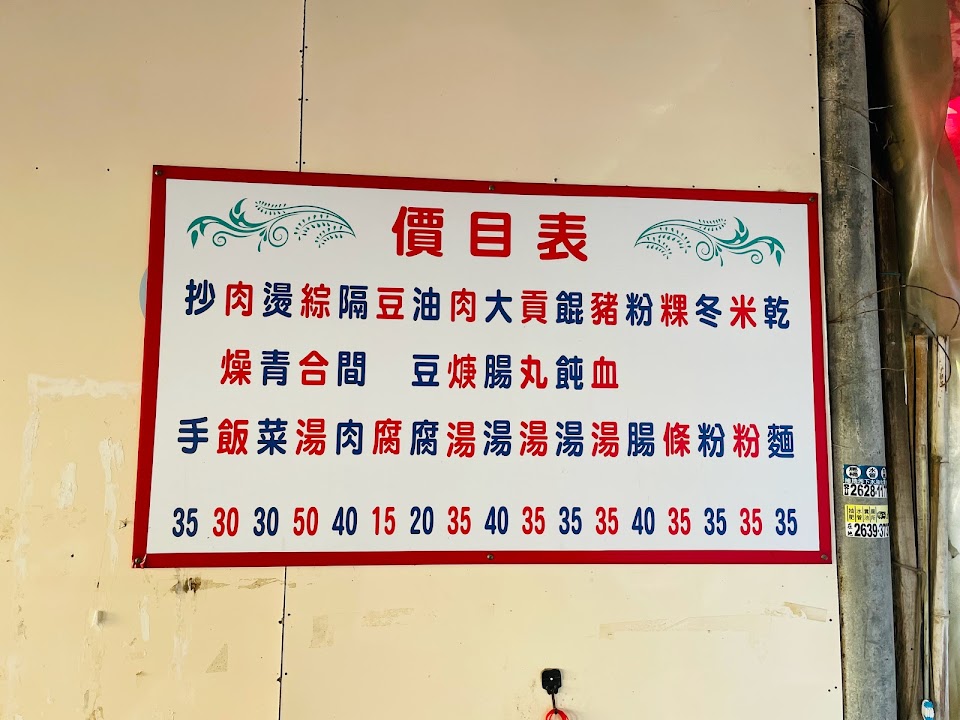 價目表
抄手 35
肉燥飯 30
燙青菜 30
綜合湯 50
隔間肉 40
豆腐 15
油豆腐 20
肉焿湯 35
大腸湯 40
貢丸湯 35
餛飩湯 35
豬血湯 35
粉腸 40
粿條 35
冬粉 35
米粉 35
乾麵 35